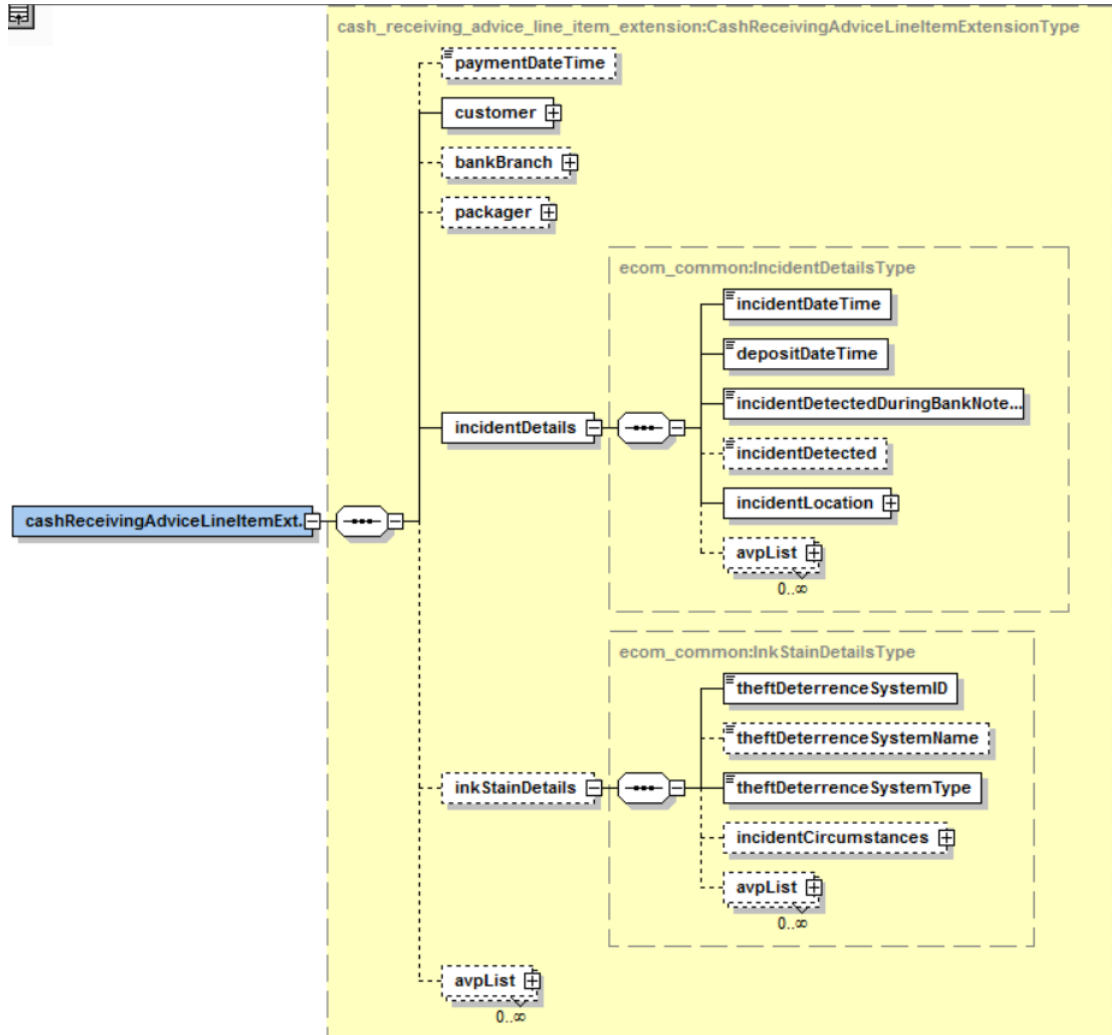 cash_receiving_advice_line_item_extension:CashReceivingAdviceLineItemExtensionType
paymentDateTime
customer
bankBranch
packager
ecom_common:IncidentDetailsType
incidentDateTime
depositDateTime
incidentDetectedDuringBankNote...
incidentDetails
incidentDetected
incidentLocation
cashReceivingAdviceLineItemExt.
avpList
0..∞
ecom_common:InkStainDetailsType
theftDeterrenceSystemID
theftDeterrenceSystemName
inkStainDetails
theftDeterrenceSystemType
incidentCircumstances
avpList
0..∞
avpList
0..∞